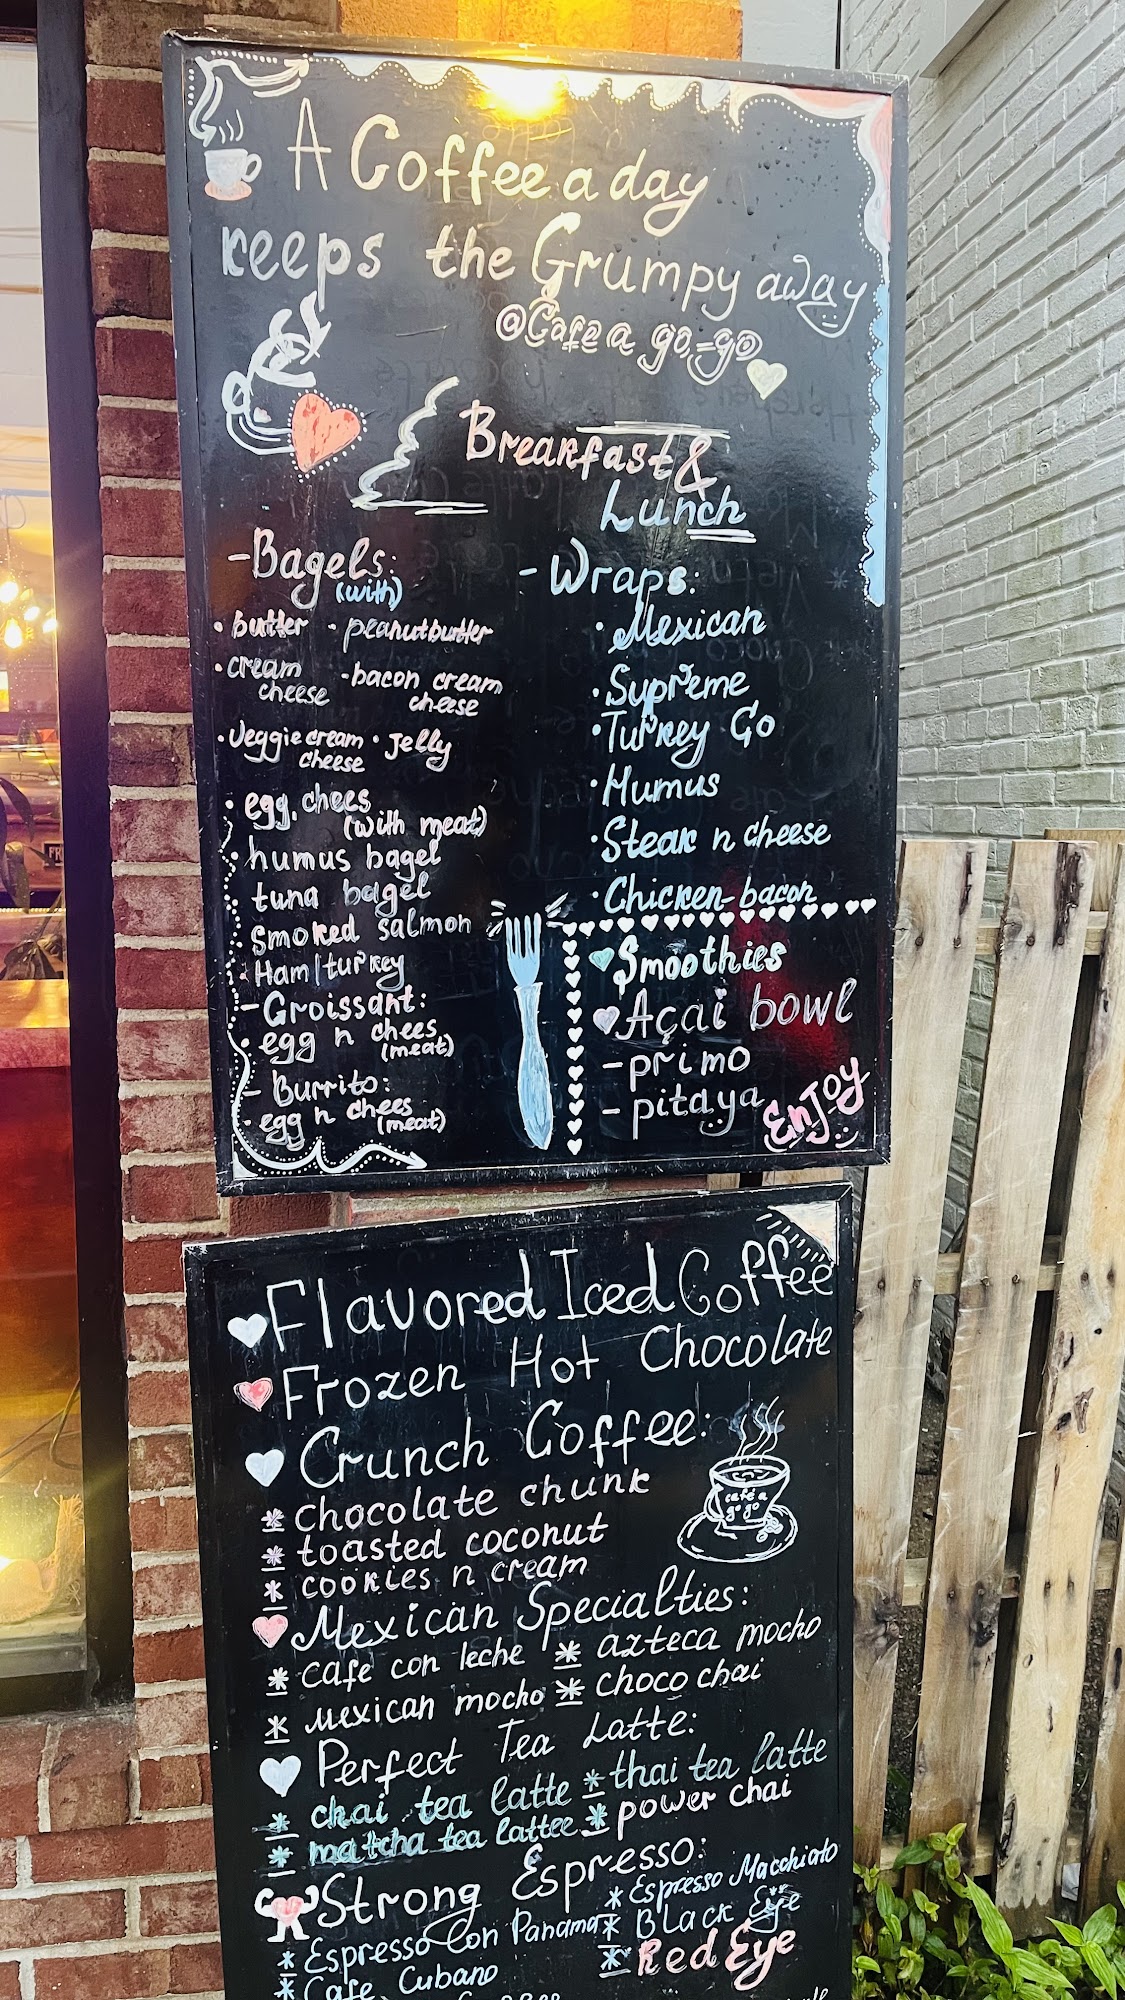 A Coffee a day
keeps the Grumpy away
@Cafe a go-go
Breakfast &
Lunch
- Bagels:
(with)
• butter
• peanutbutter
• cream
cheese
• bacon cream
cheese
• Veggie cream
cheese
• Jelly
• egg, chees
(with meat)
• humus bagel
tuna bagel
smoked salmon
Ham/turkey
- Croissant:
• egg n chees
(meat)
- Burrito:
• egg n chees
(meat)
- Wraps:
• Mexican
• Supreme
• Turkey Go
• Humus
• Steak n cheese
• Chicken-bacon
Smoothies
Açai bowl
- primo
- pitaya
Enjoy
Flavored Iced Coffee
Frozen Hot Chocolate
Crunch Coffee:
* chocolate chunk
* toasted coconut
* cookies n cream
café a
go go
Mexican Specialties:
* cafe con leche * azteca mocho
* mexican mocho * choco chai
Perfect Tea Latte:
* chai tea latte * thai tea latte
* matcha tea lattee * power chai
Strong Espresso:
* Espresso Con Panama * Espresso Macchiato
* Cafe Cubano * Black Eye
* Red Eye